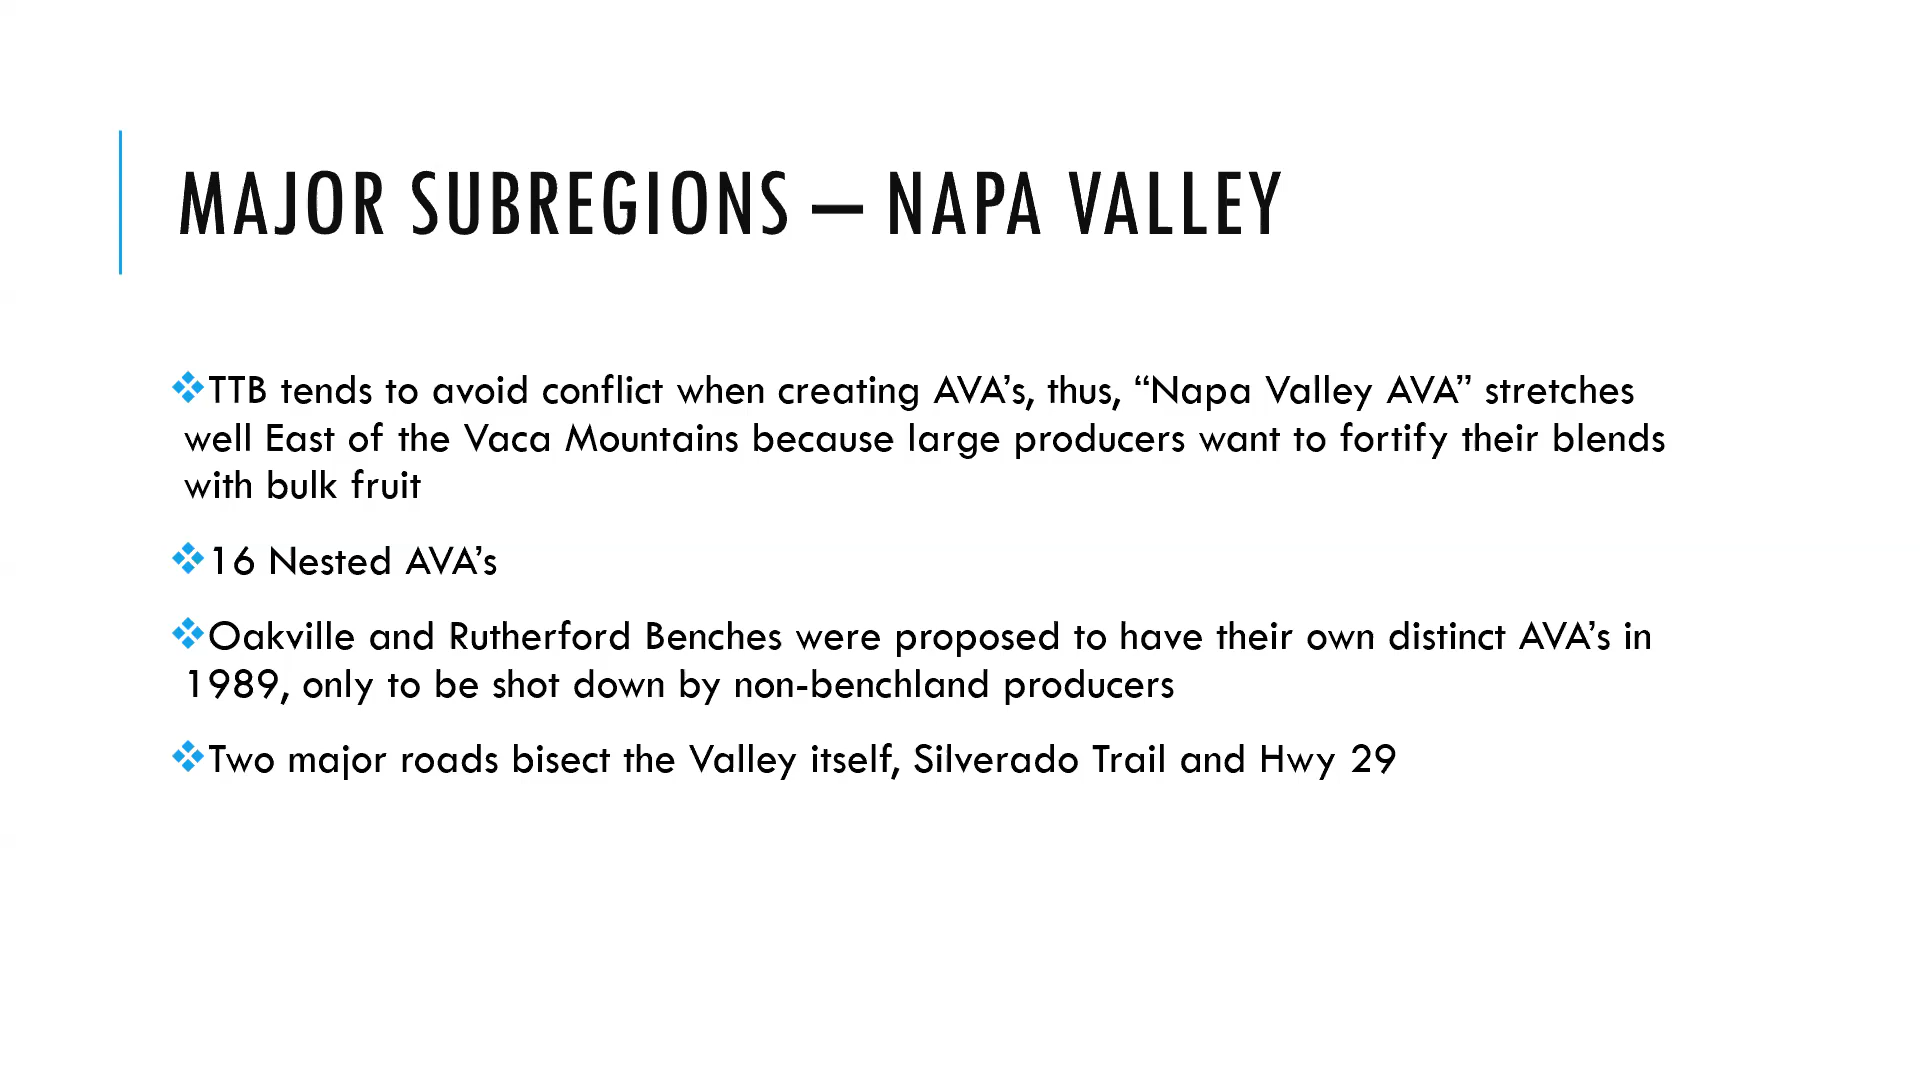 MAJOR SUBREGIONS – NAPA VALLEY
TTB tends to avoid conflict when creating AVA’s, thus, “Napa Valley AVA” stretches
well East of the Vaca Mountains because large producers want to fortify their blends
with bulk fruit
16 Nested AVA’s
Oakville and Rutherford Benches were proposed to have their own distinct AVA’s in
1989, only to be shot down by non-benchland producers
Two major roads bisect the Valley itself, Silverado Trail and Hwy 29